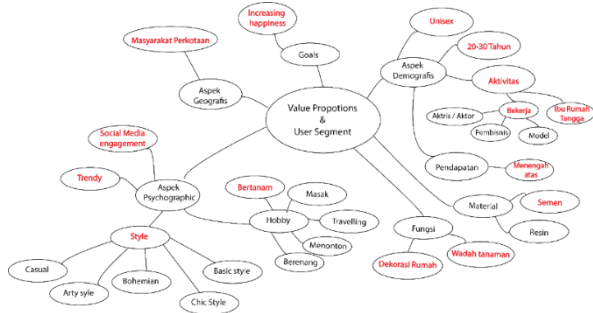 Increasing
happiness
Unisex
Masyarakat Perkotaan
20-30 Tahun
Goals
Aspek
Demografis
Aktivitas
Aspek
Geografis
Value Propotions
&
User Segment
Aktris / Aktor
Bekerja
Ibu Rumah
Tangga
Pembisnis
Model
Social Media
engagement
Pendapatan
Menengah
atas
Trendy
Aspek
Psychographic
Bertanam
Masak
Material
Semen
Hobby
Travelling
Fungsi
Resin
Style
Menonton
Berenang
Dekorasi Rumah
Wadah tanaman
Casual
Arty syle
Bohemian
Basic style
Chic Style